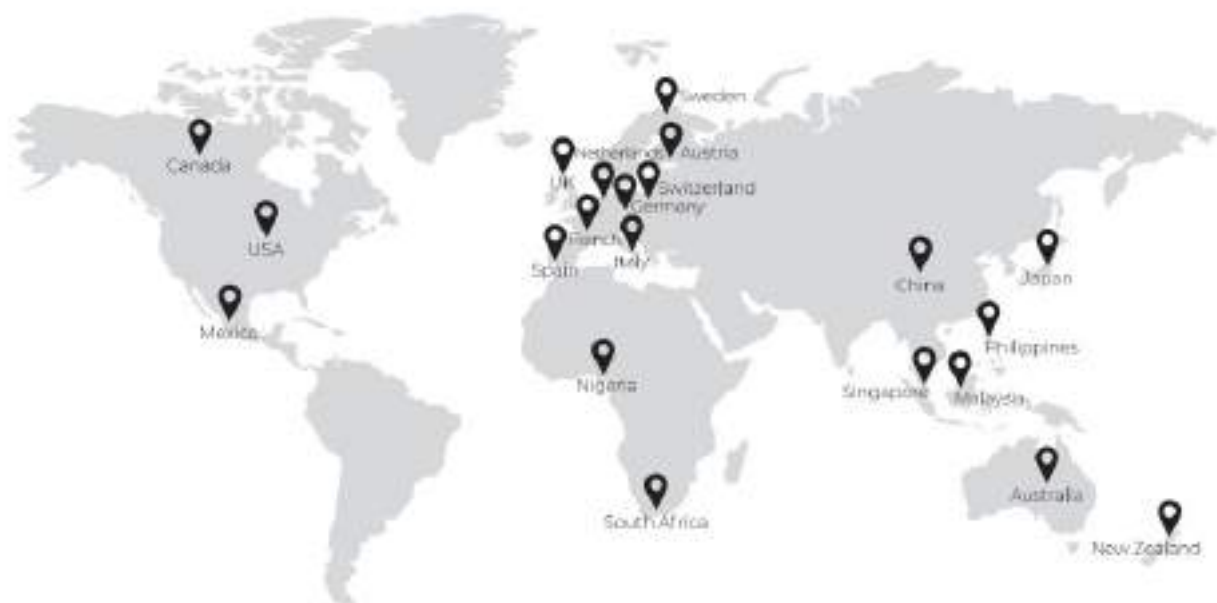 Sweden
Netherlands
Austria
Canada
UK
Switzerland
Germany
USA
French
Italy
Spain
China
Japan
Mexico
Philippines
Nigeria
Singapore
Malaysia
Australia
South Africa
New Zealand